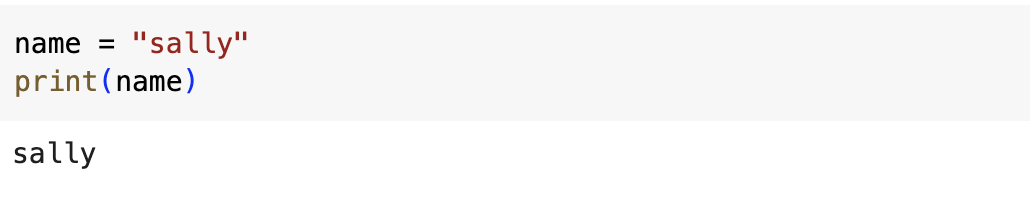 name = "sally"
print(name)
sally